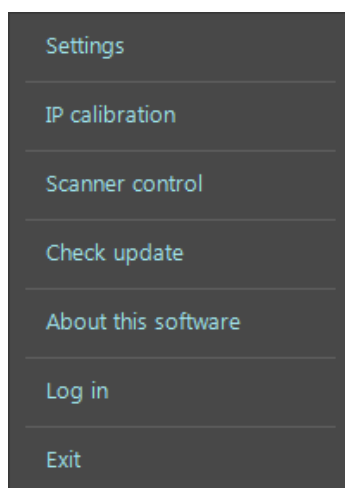 Settings
IP calibration
Scanner control
Check update
About this software
Log in
Exit